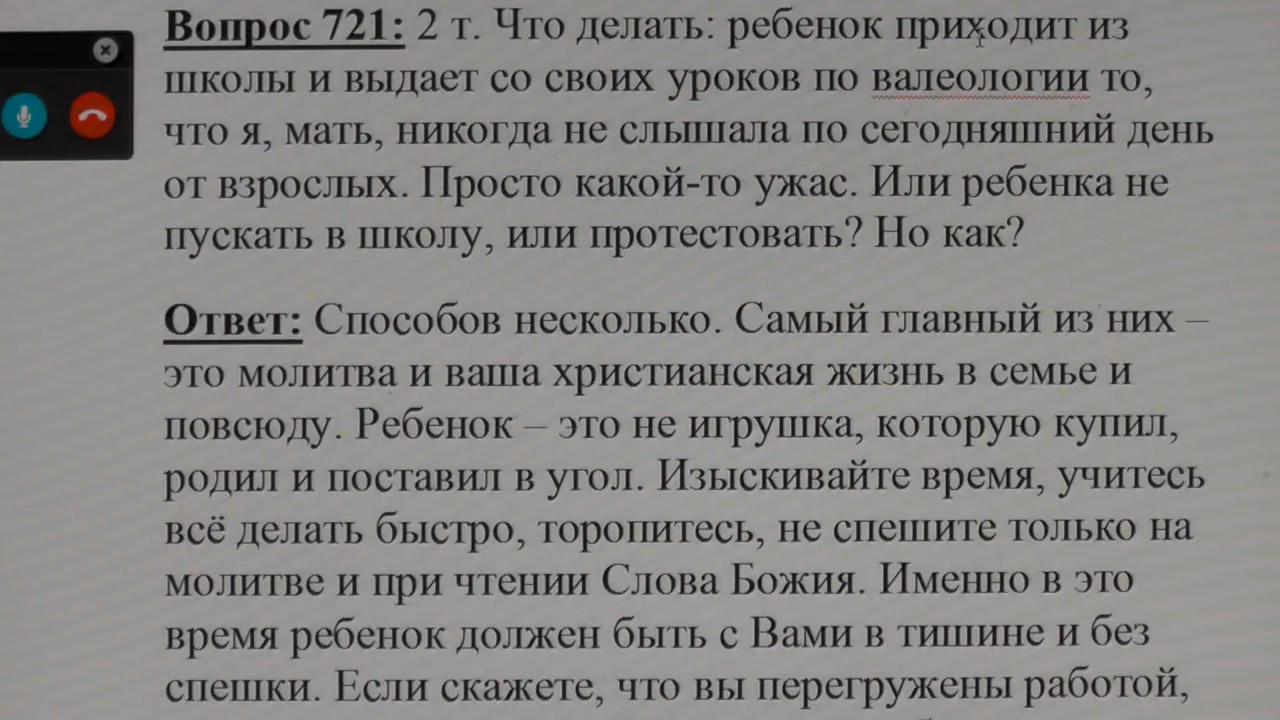 Вопрос 721: 2 т. Что делать: ребенок приходит из
школы и выдает со своих уроков по валеологии то,
что я, мать, никогда не слышала по сегодняшний день
от взрослых. Просто какой-то ужас. Или ребенка не
пускать в школу, или протестовать? Но как?
Ответ: Способов несколько. Самый главный из них –
это молитва и ваша христианская жизнь в семье и
повсюду. Ребенок – это не игрушка, которую купил,
родил и поставил в угол. Изыскивайте время, учитесь
всё делать быстро, торопитесь, не спешите только на
молитве и при чтении Слова Божия. Именно в это
время ребенок должен быть с Вами в тишине и без
спешки. Если скажете, что вы перегружены работой,